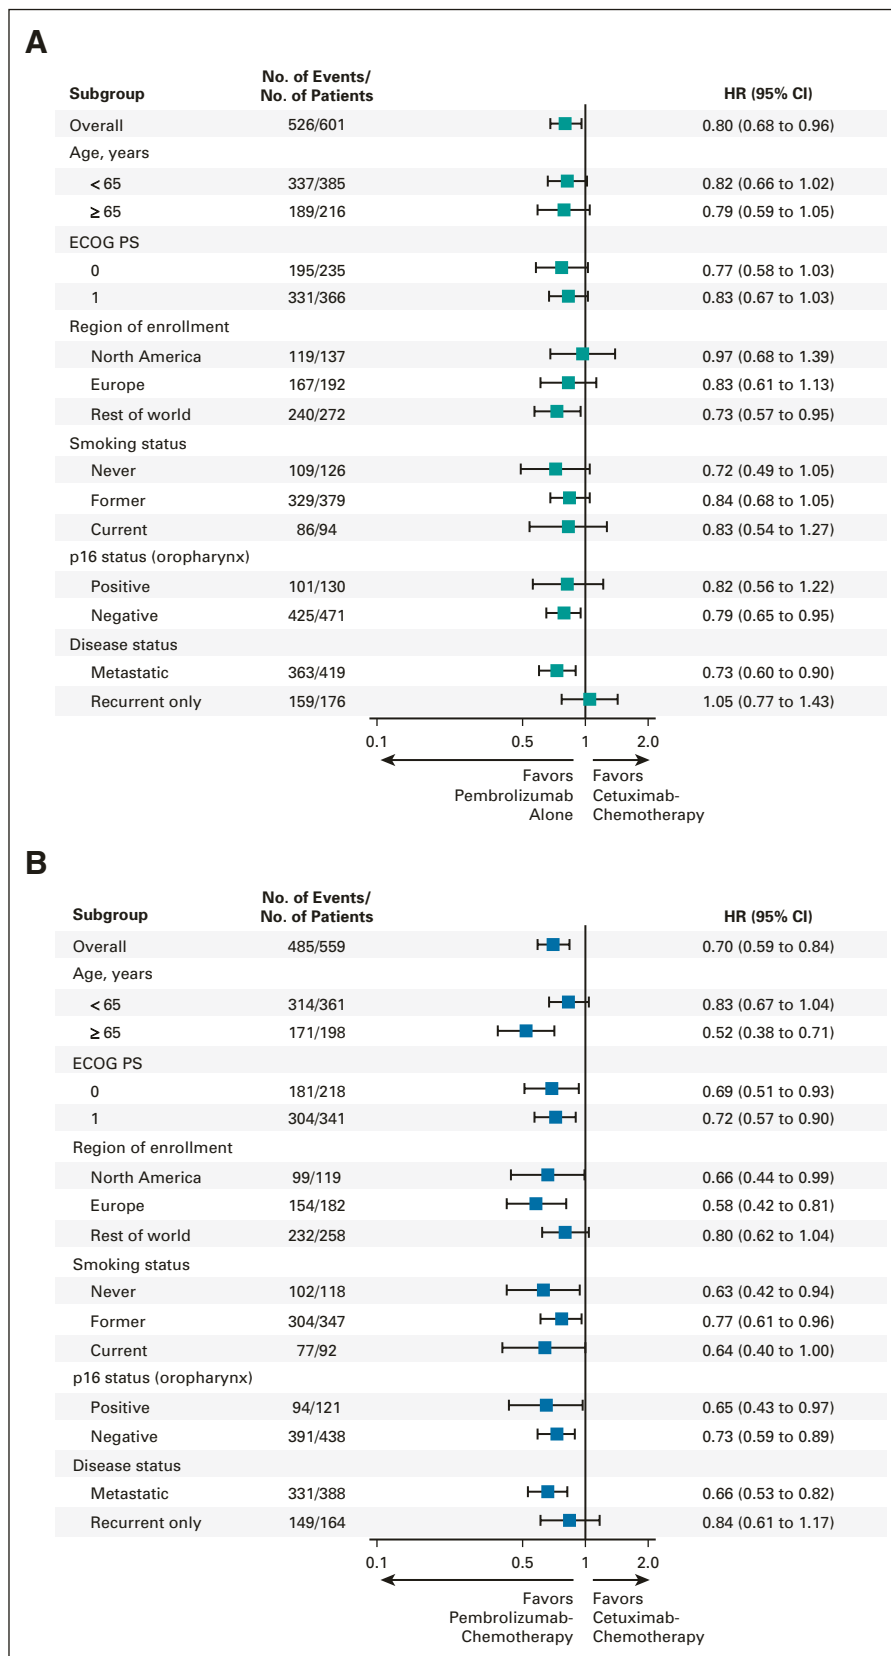 A
No. of Events/
Subgroup No. of Patients HR (95% CI)
Overall 526/601 0.80 (0.68 to 0.96)
Age, years
< 65 337/385 0.82 (0.66 to 1.02)
≥ 65 189/216 0.79 (0.59 to 1.05)
ECOG PS
0 195/235 0.77 (0.58 to 1.03)
1 331/366 0.83 (0.67 to 1.03)
Region of enrollment
North America 119/137 0.97 (0.68 to 1.39)
Europe 167/192 0.83 (0.61 to 1.13)
Rest of world 240/272 0.73 (0.57 to 0.95)
Smoking status
Never 109/126 0.72 (0.49 to 1.05)
Former 329/379 0.84 (0.68 to 1.05)
Current 86/94 0.83 (0.54 to 1.27)
p16 status (oropharynx)
Positive 101/130 0.82 (0.56 to 1.22)
Negative 425/471 0.79 (0.65 to 0.95)
Disease status
Metastatic 363/419 0.73 (0.60 to 0.90)
Recurrent only 159/176 1.05 (0.77 to 1.43)
0.1 0.5 1 2.0
Favors Favors
Pembrolizumab Cetuximab-
Alone Chemotherapy
B
No. of Events/
Subgroup No. of Patients HR (95% CI)
Overall 485/559 0.70 (0.59 to 0.84)
Age, years
< 65 314/361 0.83 (0.67 to 1.04)
≥ 65 171/198 0.52 (0.38 to 0.71)
ECOG PS
0 181/218 0.69 (0.51 to 0.93)
1 304/341 0.72 (0.57 to 0.90)
Region of enrollment
North America 99/119 0.66 (0.44 to 0.99)
Europe 154/182 0.58 (0.42 to 0.81)
Rest of world 232/258 0.80 (0.62 to 1.04)
Smoking status
Never 102/118 0.63 (0.42 to 0.94)
Former 304/347 0.77 (0.61 to 0.96)
Current 77/92 0.64 (0.40 to 1.00)
p16 status (oropharynx)
Positive 94/121 0.65 (0.43 to 0.97)
Negative 391/438 0.73 (0.59 to 0.89)
Disease status
Metastatic 331/388 0.66 (0.53 to 0.82)
Recurrent only 149/164 0.84 (0.61 to 1.17)
0.1 0.5 1 2.0
Favors Favors
Pembrolizumab- Cetuximab-
Chemotherapy Chemotherapy